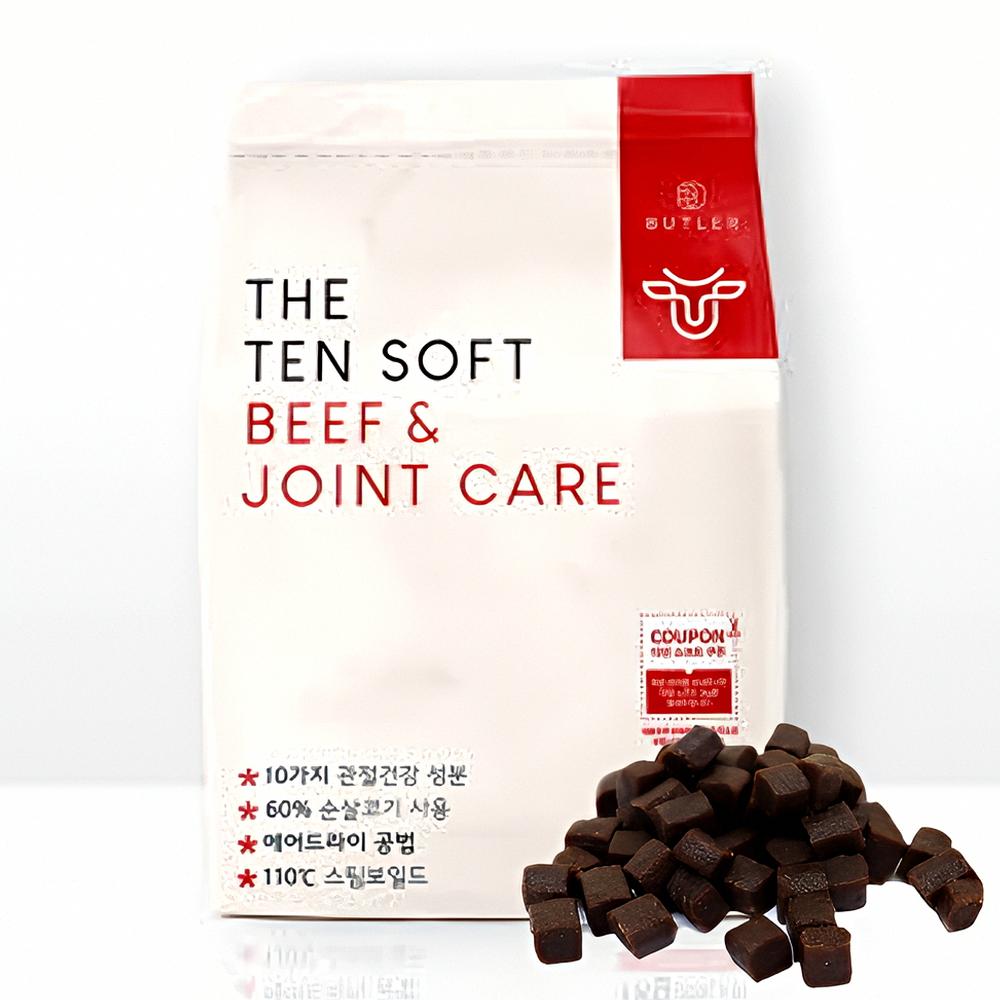 BUTLER
THE
TEN SOFT
BEEF &
JOINT CARE
COUPON
* 10가지 관절건강 성분
* 60% 순살코기 사용
* 에어드라이 공법
* 110℃ 스팀보일드